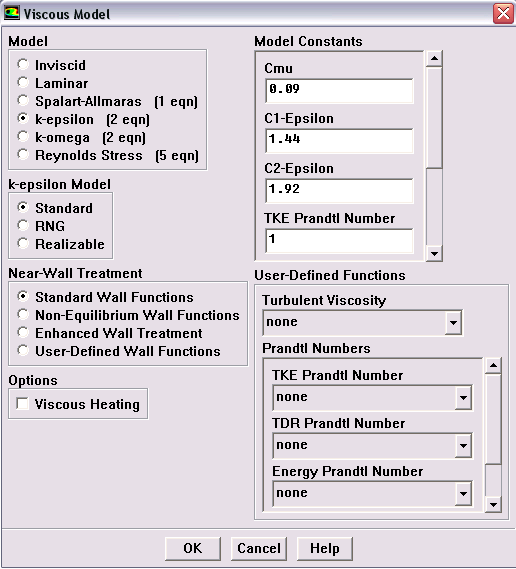 Viscous Model
Model
Inviscid
Laminar
Spalart-Allmaras (1 eqn)
k-epsilon (2 eqn)
k-omega (2 eqn)
Reynolds Stress (5 eqn)
k-epsilon Model
Standard
RNG
Realizable
Near-Wall Treatment
Standard Wall Functions
Non-Equilibrium Wall Functions
Enhanced Wall Treatment
User-Defined Wall Functions
Options
Viscous Heating
Model Constants
Cmu
0.09
C1-Epsilon
1.44
C2-Epsilon
1.92
TKE Prandtl Number
1
User-Defined Functions
Turbulent Viscosity
none
Prandtl Numbers
TKE Prandtl Number
none
TDR Prandtl Number
none
Energy Prandtl Number
none
OK Cancel Help